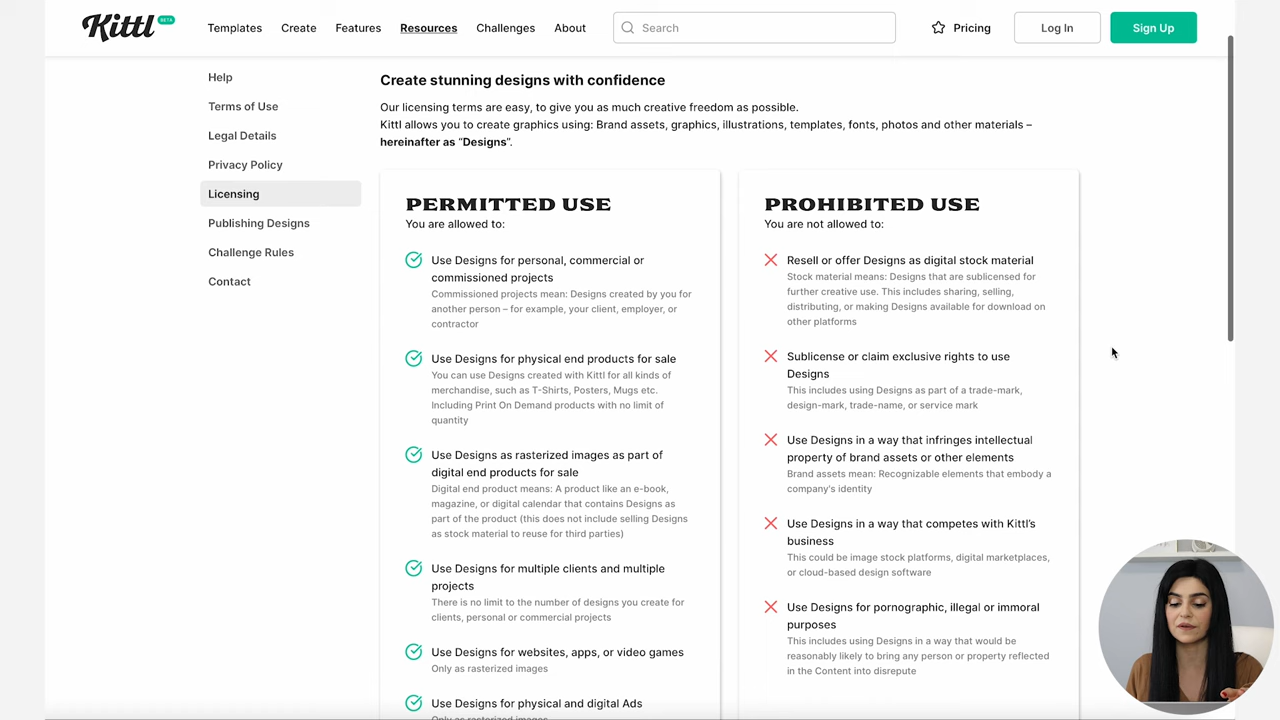 Kittl BETA
Templates Create Features Resources Challenges About Search Pricing Log In Sign Up
Help
Terms of Use
Legal Details
Privacy Policy
Licensing
Publishing Designs
Challenge Rules
Contact
Create stunning designs with confidence
Our licensing terms are easy, to give you as much creative freedom as possible.
Kittl allows you to create graphics using: Brand assets, graphics, illustrations, templates, fonts, photos and other materials –
hereinafter as "Designs".
PERMITTED USE
You are allowed to:
Use Designs for personal, commercial or
commissioned projects
Commissioned projects mean: Designs created by you for
another person – for example, your client, employer, or
contractor
Use Designs for physical end products for sale
You can use Designs created with Kittl for all kinds of
merchandise, such as T-Shirts, Posters, Mugs etc.
Including Print On Demand products with no limit of
quantity
Use Designs as rasterized images as part of
digital end products for sale
Digital end product means: A product like an e-book,
magazine, or digital calendar that contains Designs as
part of the product (this does not include selling Designs
as stock material to reuse for third parties)
Use Designs for multiple clients and multiple
projects
There is no limit to the number of designs you create for
clients, personal or commercial projects
Use Designs for websites, apps, or video games
Only as rasterized images
Use Designs for physical and digital Ads
Only as rasterized images
PROHIBITED USE
You are not allowed to:
Resell or offer Designs as digital stock material
Stock material means: Designs that are sublicensed for
further creative use. This includes sharing, selling,
distributing, or making Designs available for download on
other platforms
Sublicense or claim exclusive rights to use
Designs
This includes using Designs as part of a trade-mark,
design-mark, trade-name, or service mark
Use Designs in a way that infringes intellectual
property of brand assets or other elements
Brand assets mean: Recognizable elements that embody a
company's identity
Use Designs in a way that competes with Kittl's
business
This could be image stock platforms, digital marketplaces,
or cloud-based design software
Use Designs for pornographic, illegal or immoral
purposes
This includes using Designs in a way that would be
reasonably likely to bring any person or property reflected
in the Content into disrepute